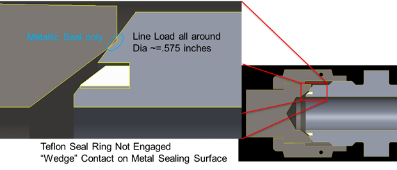 Metallic Seal only
Line Load all around
Dia ~=.575 inches
Teflon Seal Ring Not Engaged
"Wedge" Contact on Metal Sealing Surface